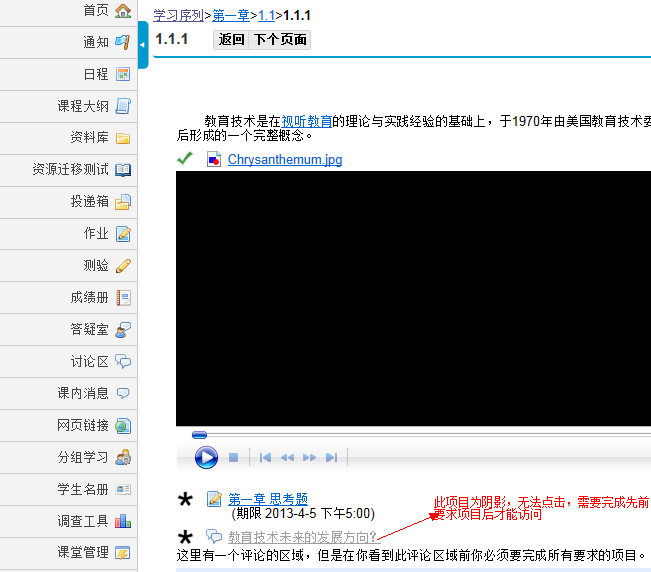 首页
通知
日程
课程大纲
资料库
资源迁移测试
投递箱
作业
测验
成绩册
答疑室
讨论区
课内消息
网页链接
分组学习
学生名册
调查工具
课堂管理
学习序列>第一章>1.1>1.1.1
1.1.1 返回 下个页面
教育技术是在视听教育的理论与实践经验的基础上，于1970年由美国教育技术委
后形成的一个完整概念。
Chrysanthemum.jpg
* 第一章 思考题
(期限 2013-4-5 下午5:00)
* 教育技术未来的发展方向?
此项目为阴影，无法点击，需要完成先前
要求项目后才能访问
这里有一个评论的区域，但是在你看到此评论区域前你必须要完成所有要求的项目。